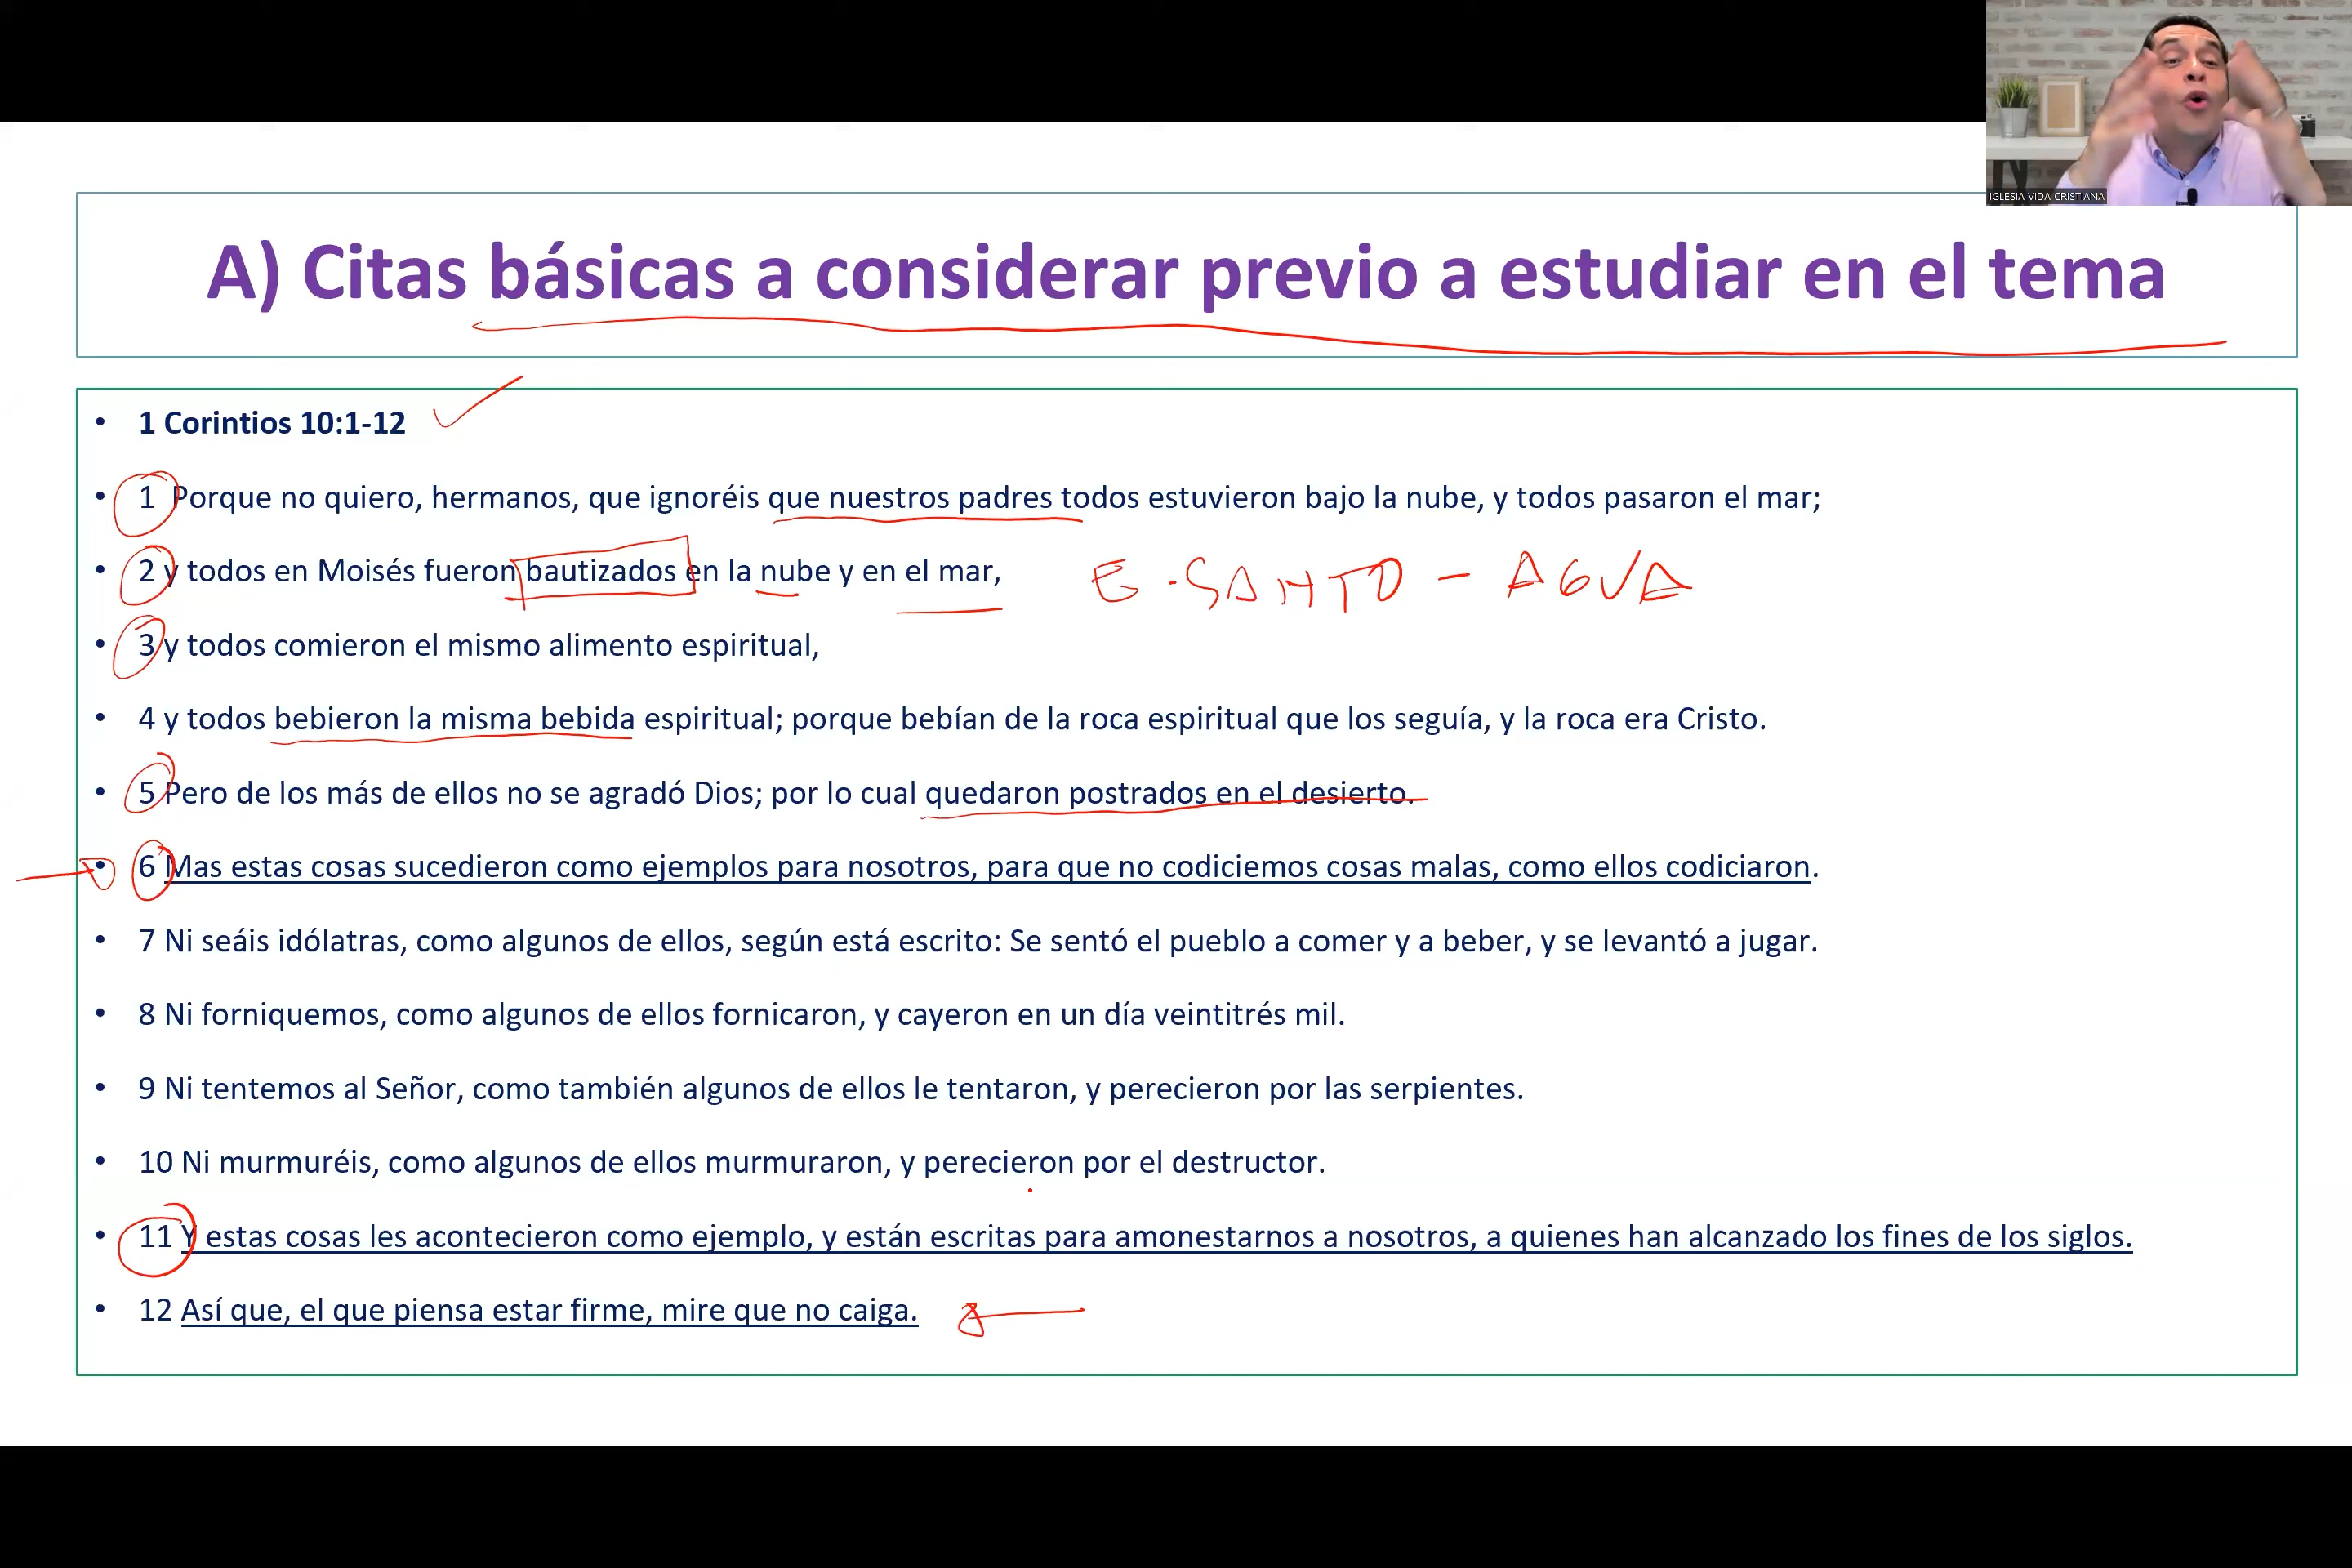 IGLESIA VIDA CRISTIANA
A) Citas básicas a considerar previo a estudiar en el tema
• 1 Corintios 10:1-12
• 1 Porque no quiero, hermanos, que ignoréis que nuestros padres todos estuvieron bajo la nube, y todos pasaron el mar;
• 2 y todos en Moisés fueron bautizados en la nube y en el mar, E. SANTO - AGUA
• 3 y todos comieron el mismo alimento espiritual,
• 4 y todos bebieron la misma bebida espiritual; porque bebían de la roca espiritual que los seguía, y la roca era Cristo.
• 5 Pero de los más de ellos no se agradó Dios; por lo cual quedaron postrados en el desierto.
• 6 Mas estas cosas sucedieron como ejemplos para nosotros, para que no codiciemos cosas malas, como ellos codiciaron.
• 7 Ni seáis idólatras, como algunos de ellos, según está escrito: Se sentó el pueblo a comer y a beber, y se levantó a jugar.
• 8 Ni forniquemos, como algunos de ellos fornicaron, y cayeron en un día veintitrés mil.
• 9 Ni tentemos al Señor, como también algunos de ellos le tentaron, y perecieron por las serpientes.
• 10 Ni murmuréis, como algunos de ellos murmuraron, y perecieron por el destructor.
• 11 Y estas cosas les acontecieron como ejemplo, y están escritas para amonestarnos a nosotros, a quienes han alcanzado los fines de los siglos.
• 12 Así que, el que piensa estar firme, mire que no caiga.